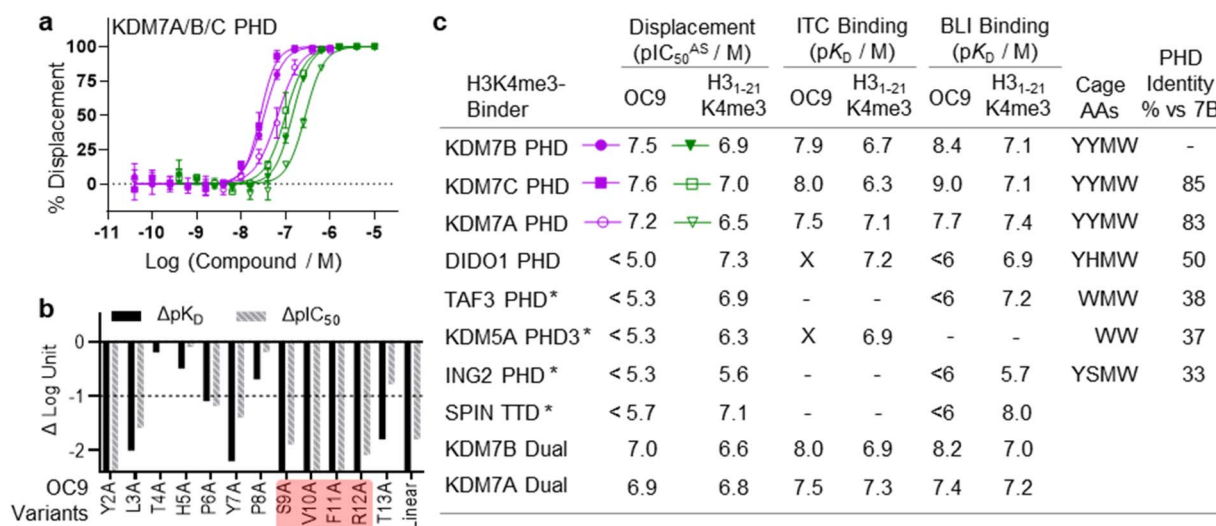 a
KDM7A/B/C PHD
% Displacement
100
75
50
25
0
-11 -10 -9 -8 -7 -6 -5
Log (Compound / M)
b
ΔpKD ΔpIC50
Δ Log Unit
0
-1
-2
OC9 Variants
Y2A L3A T4A H5A P6A Y7A P8A S9A V10A F11A R12A T13A Linear
c
Displacement ITC Binding BLI Binding
(pIC50AS / M) (pKD / M) (pKD / M) PHD
H3K4me3- H31-21 H31-21 H31-21 Cage Identity
Binder OC9 K4me3 OC9 K4me3 OC9 K4me3 AAs % vs 7B
KDM7B PHD 7.5 6.9 7.9 6.7 8.4 7.1 YYMW -
KDM7C PHD 7.6 7.0 8.0 6.3 9.0 7.1 YYMW 85
KDM7A PHD 7.2 6.5 7.5 7.1 7.7 7.4 YYMW 83
DIDO1 PHD < 5.0 7.3 X 7.2 <6 6.9 YHMW 50
TAF3 PHD* < 5.3 6.9 - - <6 7.2 WMW 38
KDM5A PHD3* < 5.3 6.3 X 6.9 - - WW 37
ING2 PHD* < 5.3 5.6 - - <6 5.7 YSMW 33
SPIN TTD* < 5.7 7.1 - - <6 8.0
KDM7B Dual 7.0 6.6 8.0 6.9 8.2 7.0
KDM7A Dual 6.9 6.8 7.5 7.3 7.4 7.2